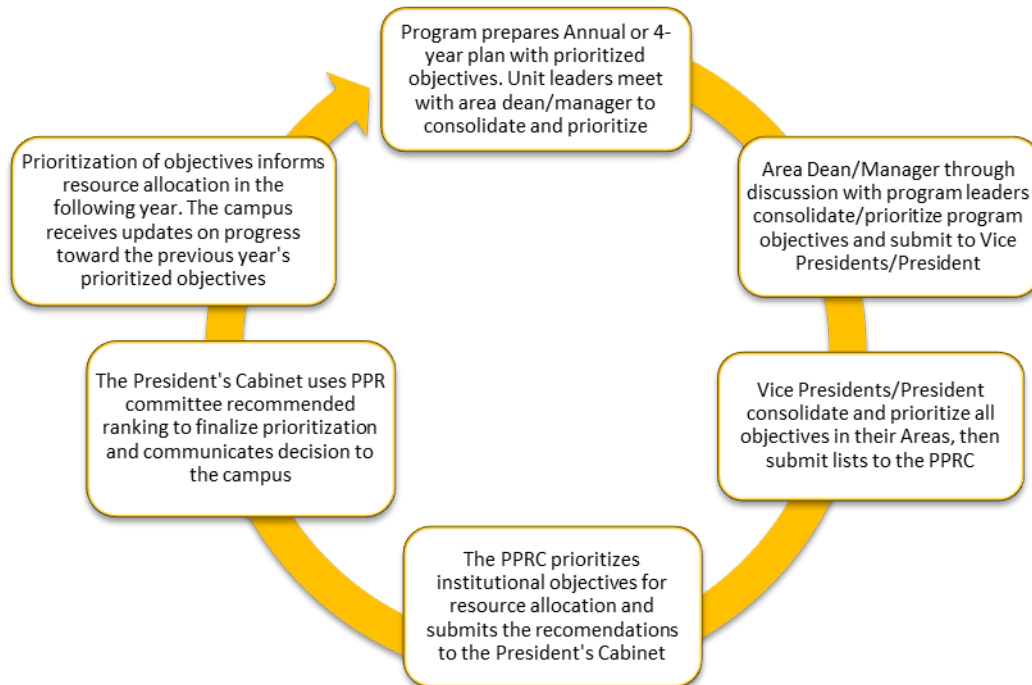 Program prepares Annual or 4-
year plan with prioritized
objectives. Unit leaders meet
with area dean/manager to
consolidate and prioritize
Area Dean/Manager through
discussion with program leaders
consolidate/prioritize program
objectives and submit to Vice
Presidents/President
Vice Presidents/President
consolidate and prioritize all
objectives in their Areas, then
submit lists to the PPRC
The PPRC prioritizes
institutional objectives for
resource allocation and
submits the recomendations
to the President's Cabinet
The President's Cabinet uses PPR
committee recommended
ranking to finalize prioritization
and communicates decision to
the campus
Prioritization of objectives informs
resource allocation in the
following year. The campus
receives updates on progress
toward the previous year's
prioritized objectives